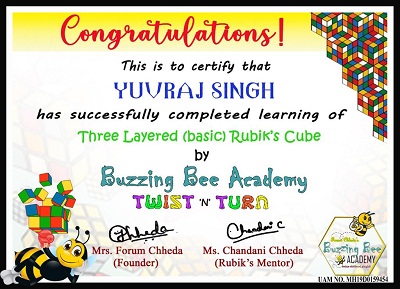 Congratulations!
This is to certify that
YUVRAJ SINGH
has successfully completed learning of
Three Layered (basic) Rubik's Cube
by
Buzzing Bee Academy
TWIST 'N' TURN
Chheda Chandani C
Mrs. Forum Chheda Ms. Chandani Chheda
(Founder) (Rubik's Mentor)
Forum Chheda's
Buzzing Bee
ACADEMY
UAM NO. MH19D0159454